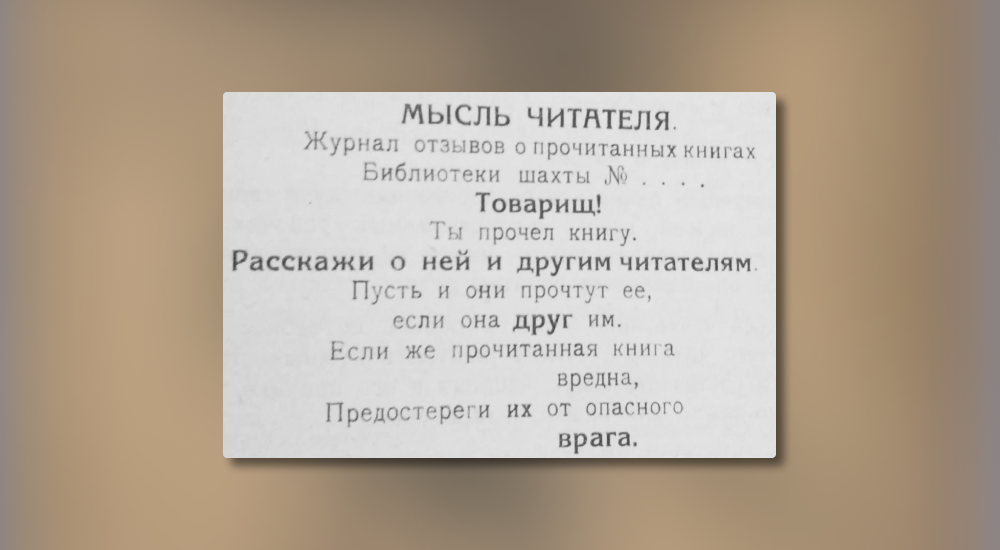 МЫСЛЬ ЧИТАТЕЛЯ.
Журнал отзывов о прочитанных книгах
Библиотеки шахты № . . . .
Товарищ!
Ты прочел книгу.
Расскажи о ней и другим читателям.
Пусть и они прочтут ее,
если она друг им.
Если же прочитанная книга
вредна,
Предостереги их от опасного
врага.